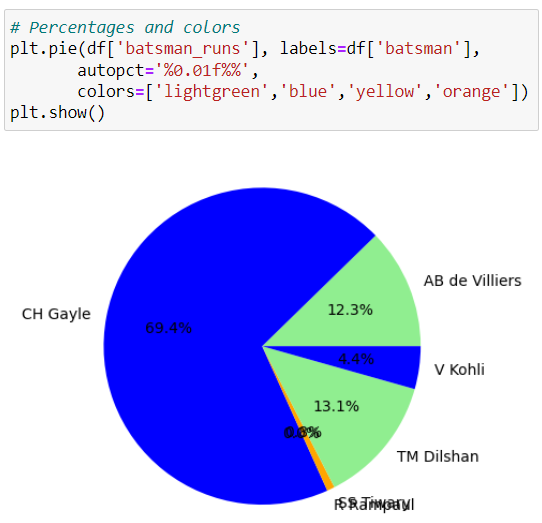 # Percentages and colors
plt.pie(df['batsman_runs'], labels=df['batsman'],
autopct='%0.01f%%',
colors=['lightgreen','blue','yellow','orange'])
plt.show()
AB de Villiers
CH Gayle
12.3%
69.4%
4.4%
V Kohli
13.1%
TM Dilshan
SS Tiwary
R Rampaul